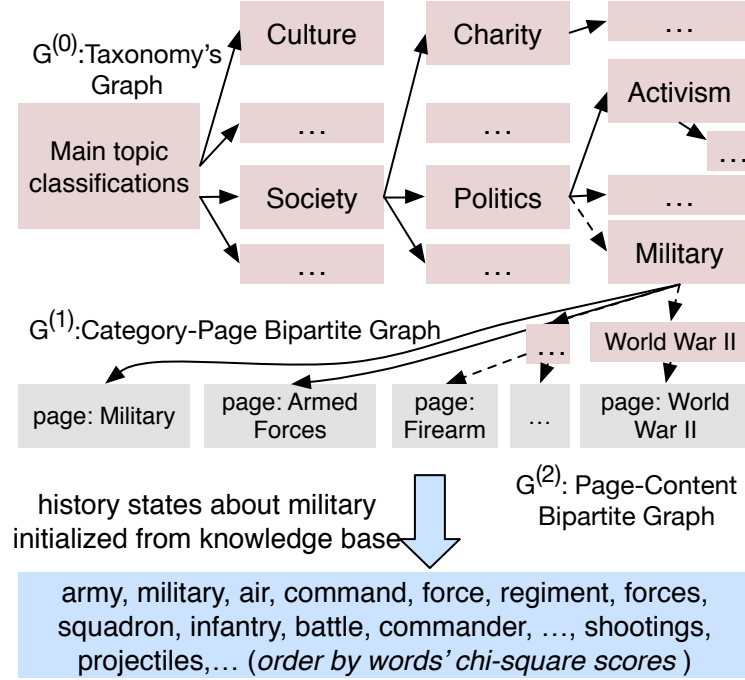 Culture
Charity
...
G(0):Taxonomy's
Graph
Activism
Main topic
classifications
...
...
...
Society
Politics
...
...
...
Military
G(1):Category-Page Bipartite Graph
...
World War II
page: Military
page: Armed
Forces
page:
Firearm
...
page: World
War II
G(2): Page-Content
Bipartite Graph
history states about military
initialized from knowledge base
army, military, air, command, force, regiment, forces,
squadron, infantry, battle, commander, ..., shootings,
projectiles,... (order by words' chi-square scores )